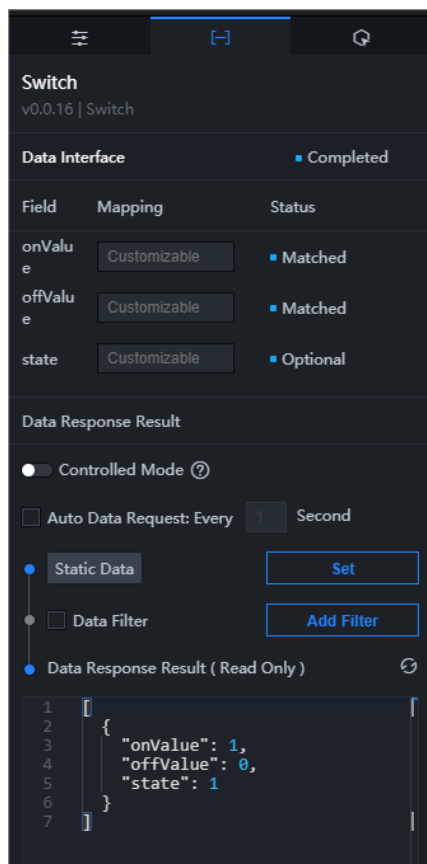 [-]
Switch
v0.0.16 | Switch
Data Interface Completed
Field Mapping Status
onValu
e Customizable Matched
offValu
e Customizable Matched
state Customizable Optional
Data Response Result
Controlled Mode ?
Auto Data Request: Every 1 Second
Static Data Set
Data Filter Add Filter
Data Response Result ( Read Only )
1 [
2 {
3 "onValue": 1,
4 "offValue": 0,
5 "state": 1
6 }
7 ]